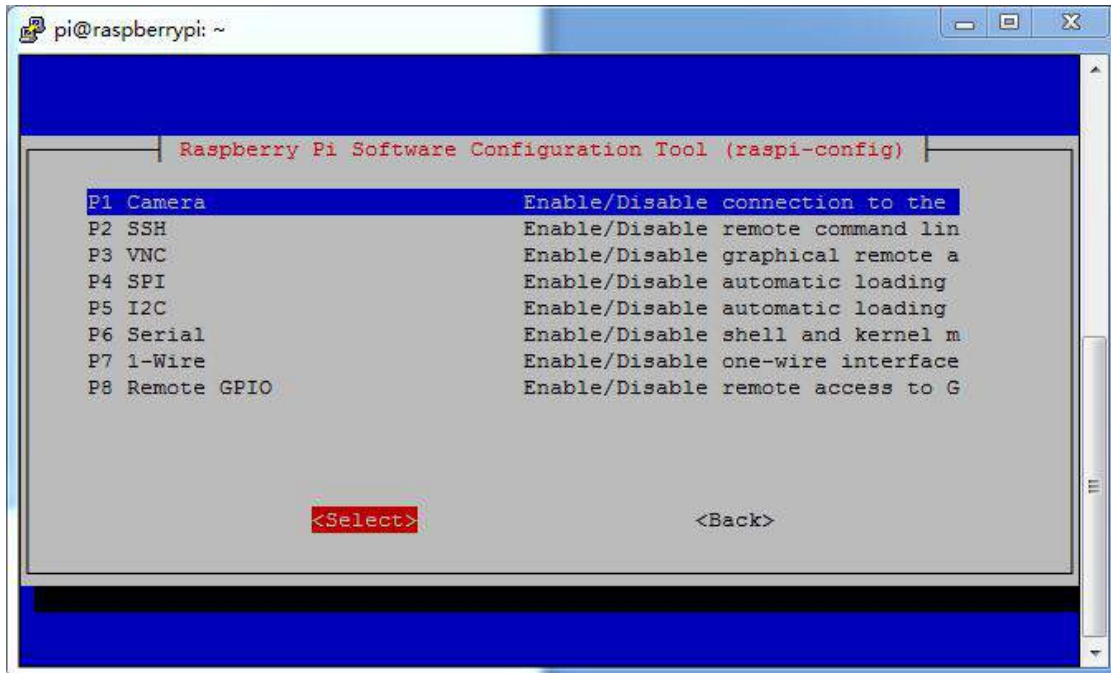 pi@raspberrypi: ~
Raspberry Pi Software Configuration Tool (raspi-config)
P1 Camera Enable/Disable connection to the
P2 SSH Enable/Disable remote command lin
P3 VNC Enable/Disable graphical remote a
P4 SPI Enable/Disable automatic loading
P5 I2C Enable/Disable automatic loading
P6 Serial Enable/Disable shell and kernel m
P7 1-Wire Enable/Disable one-wire interface
P8 Remote GPIO Enable/Disable remote access to G
<Select> <Back>